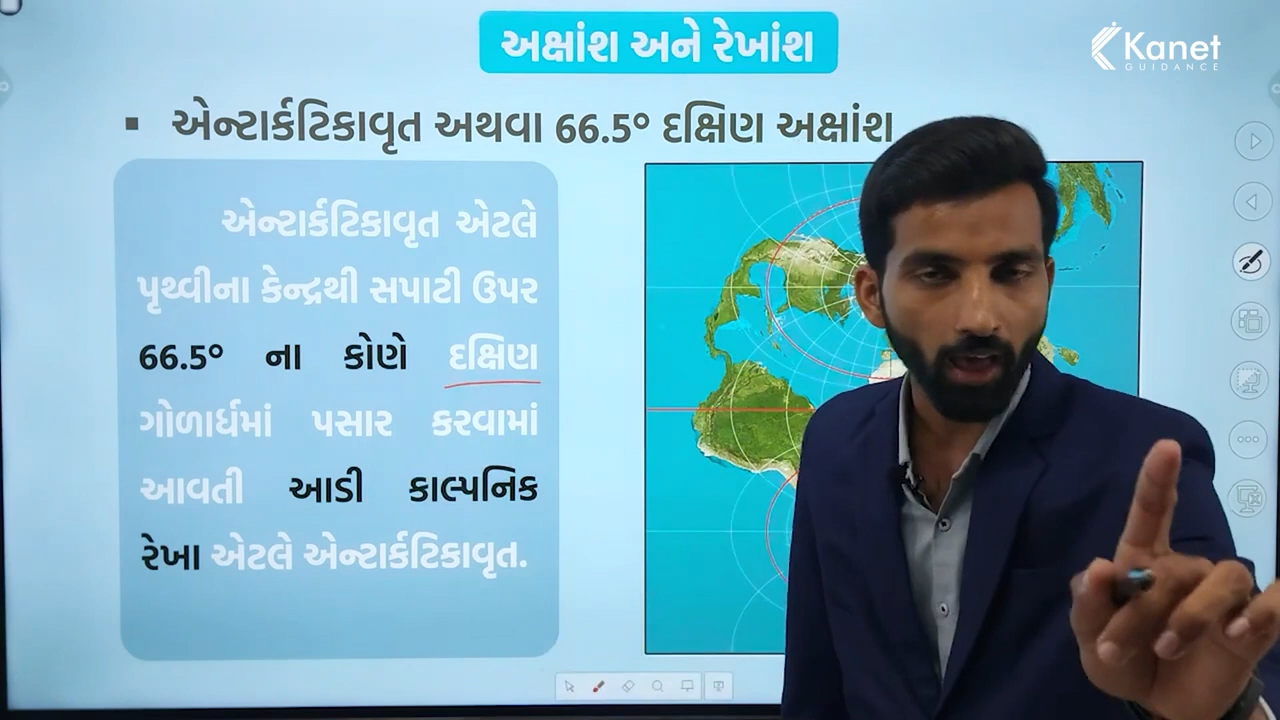 અક્ષાંશ અને રેખાંશ
Kanet
GUIDANCE
▪ એન્ટાર્કટિકાવૃત અથવા 66.5° દક્ષિણ અક્ષાંશ
એન્ટાર્કટિકાવૃત એટલે
પૃથ્વીના કેન્દ્રથી સપાટી ઉપર
66.5° ના કોણે દક્ષિણ
ગોળાર્ધમાં પસાર કરવામાં
આવતી આડી કાલ્પનિક
રેખા એટલે એન્ટાર્કટિકાવૃત.